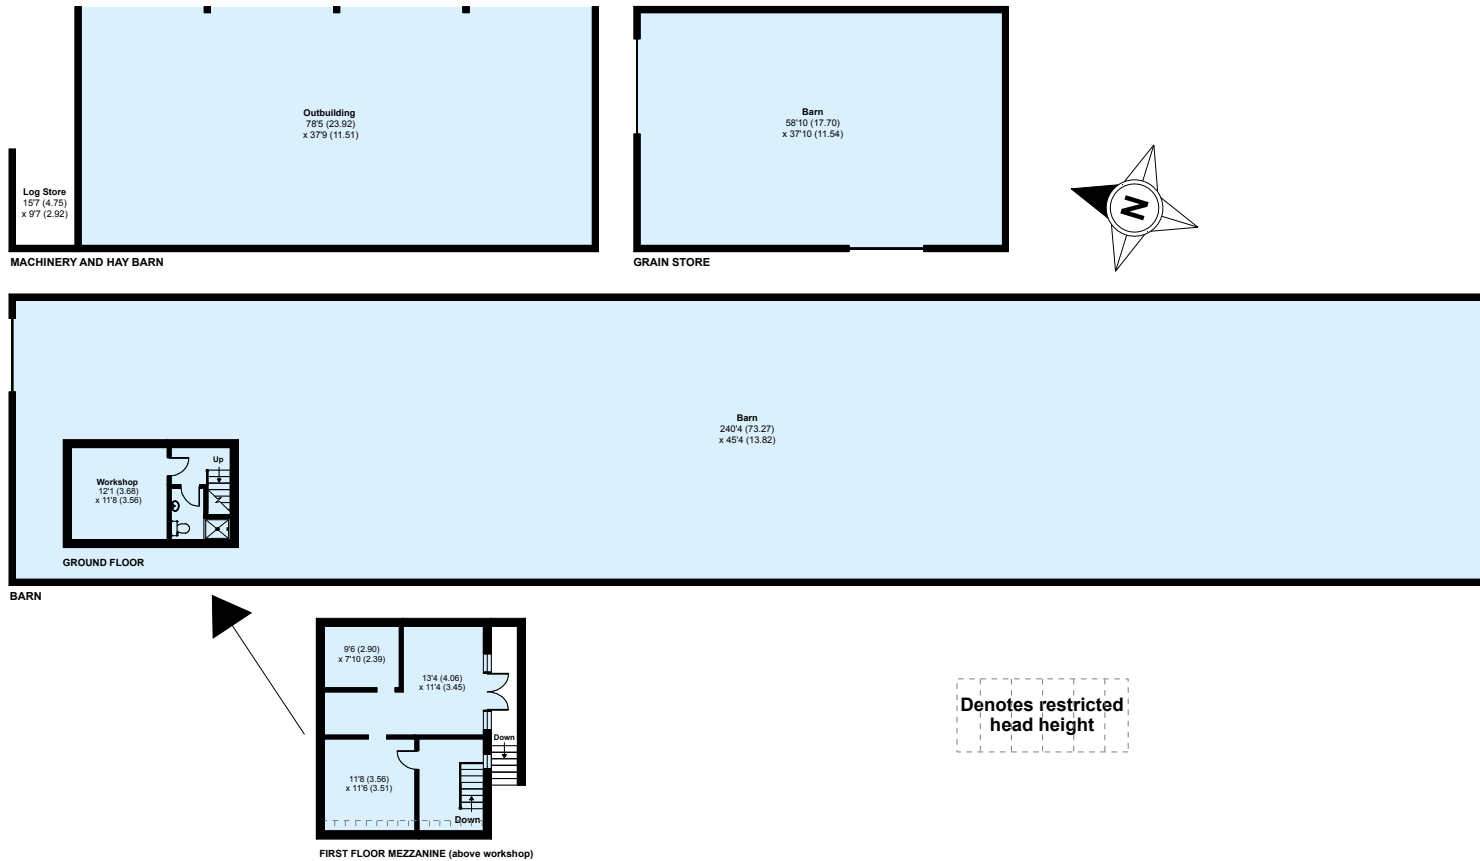 Outbuilding
78'5 (23.92)
x 37'9 (11.51)
Log Store
15'7 (4.75)
x 9'7 (2.92)
MACHINERY AND HAY BARN
Barn
58'10 (17.70)
x 37'10 (11.54)
GRAIN STORE
N
Barn
240'4 (73.27)
x 45'4 (13.82)
Up
Workshop
12'1 (3.68)
x 11'8 (3.56)
GROUND FLOOR
BARN
9'6 (2.90)
x 7'10 (2.39)
13'4 (4.06)
x 11'4 (3.45)
Down
11'8 (3.56)
x 11'6 (3.51)
Down
FIRST FLOOR MEZZANINE (above workshop)
Denotes restricted
head height